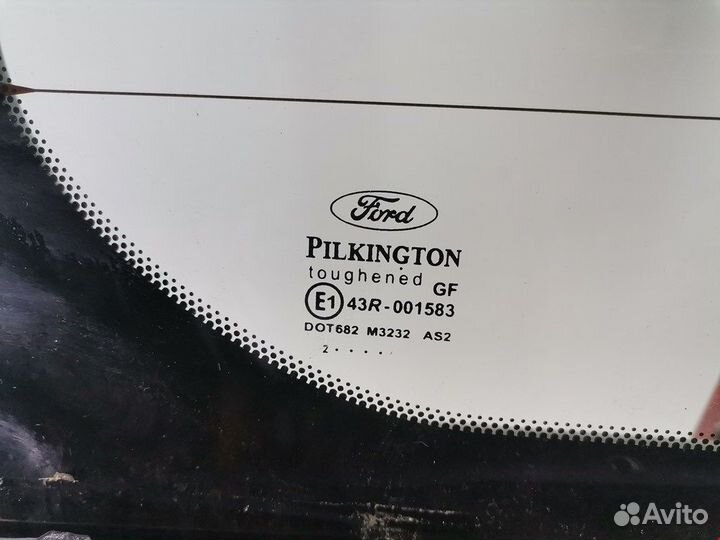 Ford
PILKINGTON
toughened GF
E1 43R-001583
DOT682 M3232 AS2
2 · · · ·
Avito